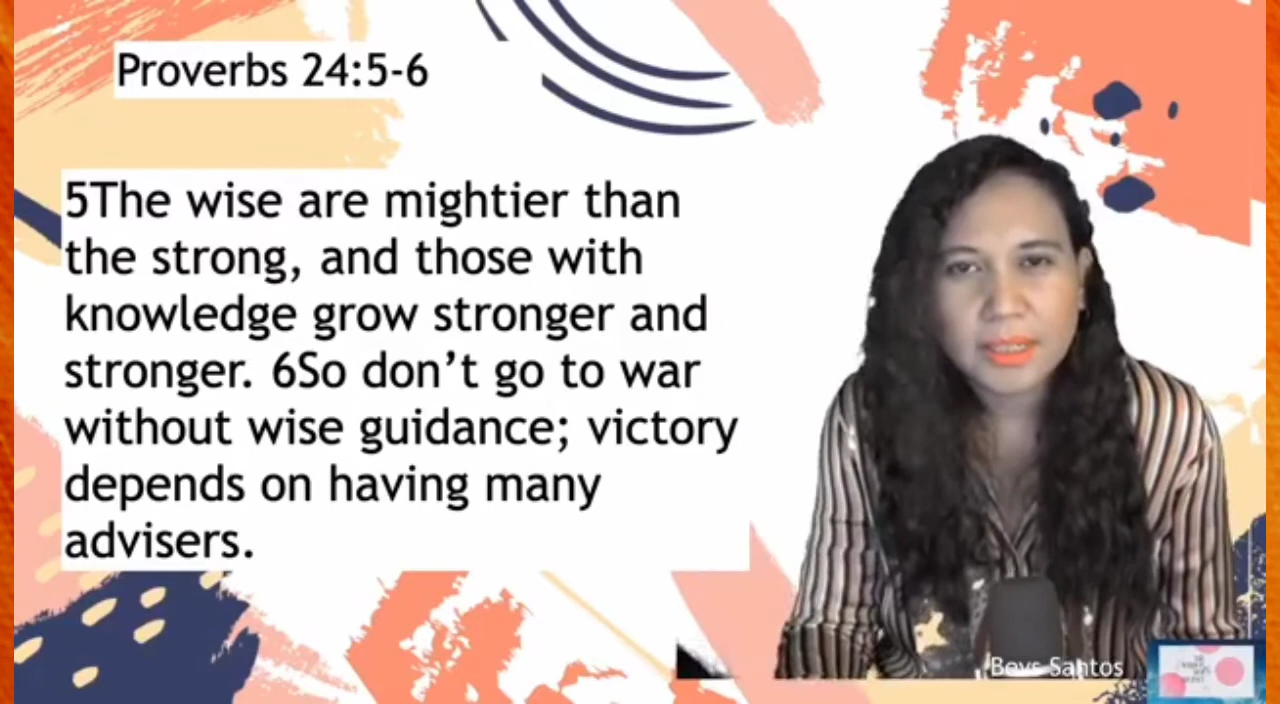 Proverbs 24:5-6
5The wise are mightier than
the strong, and those with
knowledge grow stronger and
stronger. 6So don’t go to war
without wise guidance; victory
depends on having many
advisers.
Santos